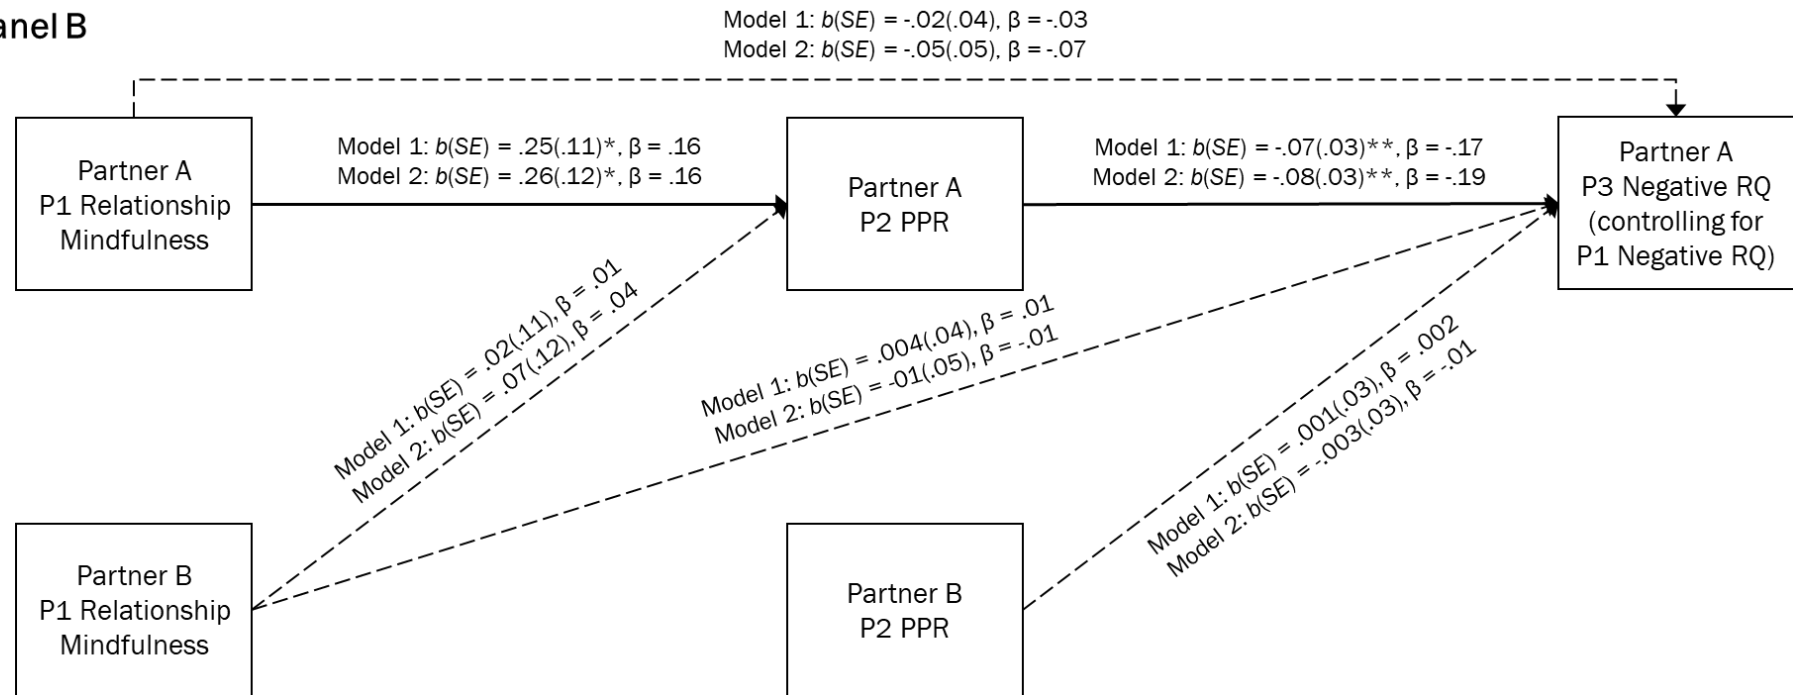 anel B
Model 1: b(SE) = -.02(.04), β = -.03
Model 2: b(SE) = -.05(.05), β = -.07
Partner A
P1 Relationship
Mindfulness
Model 1: b(SE) = .25(.11)*, β = .16
Model 2: b(SE) = .26(.12)*, β = .16
Partner A
P2 PPR
Model 1: b(SE) = -.07(.03)**, β = -.17
Model 2: b(SE) = -.08(.03)**, β = -.19
Partner A
P3 Negative RQ
(controlling for
P1 Negative RQ)
Model 1: b(SE) = .02(.11), β = .01
Model 2: b(SE) = .07(.12), β = .04
Model 1: b(SE) = .004(.04), β = .01
Model 2: b(SE) = -01(.05), β = -.01
Model 1: b(SE) = .001(.03), β = .002
Model 2: b(SE) = -.003(.03), β = -.01
Partner B
P1 Relationship
Mindfulness
Partner B
P2 PPR